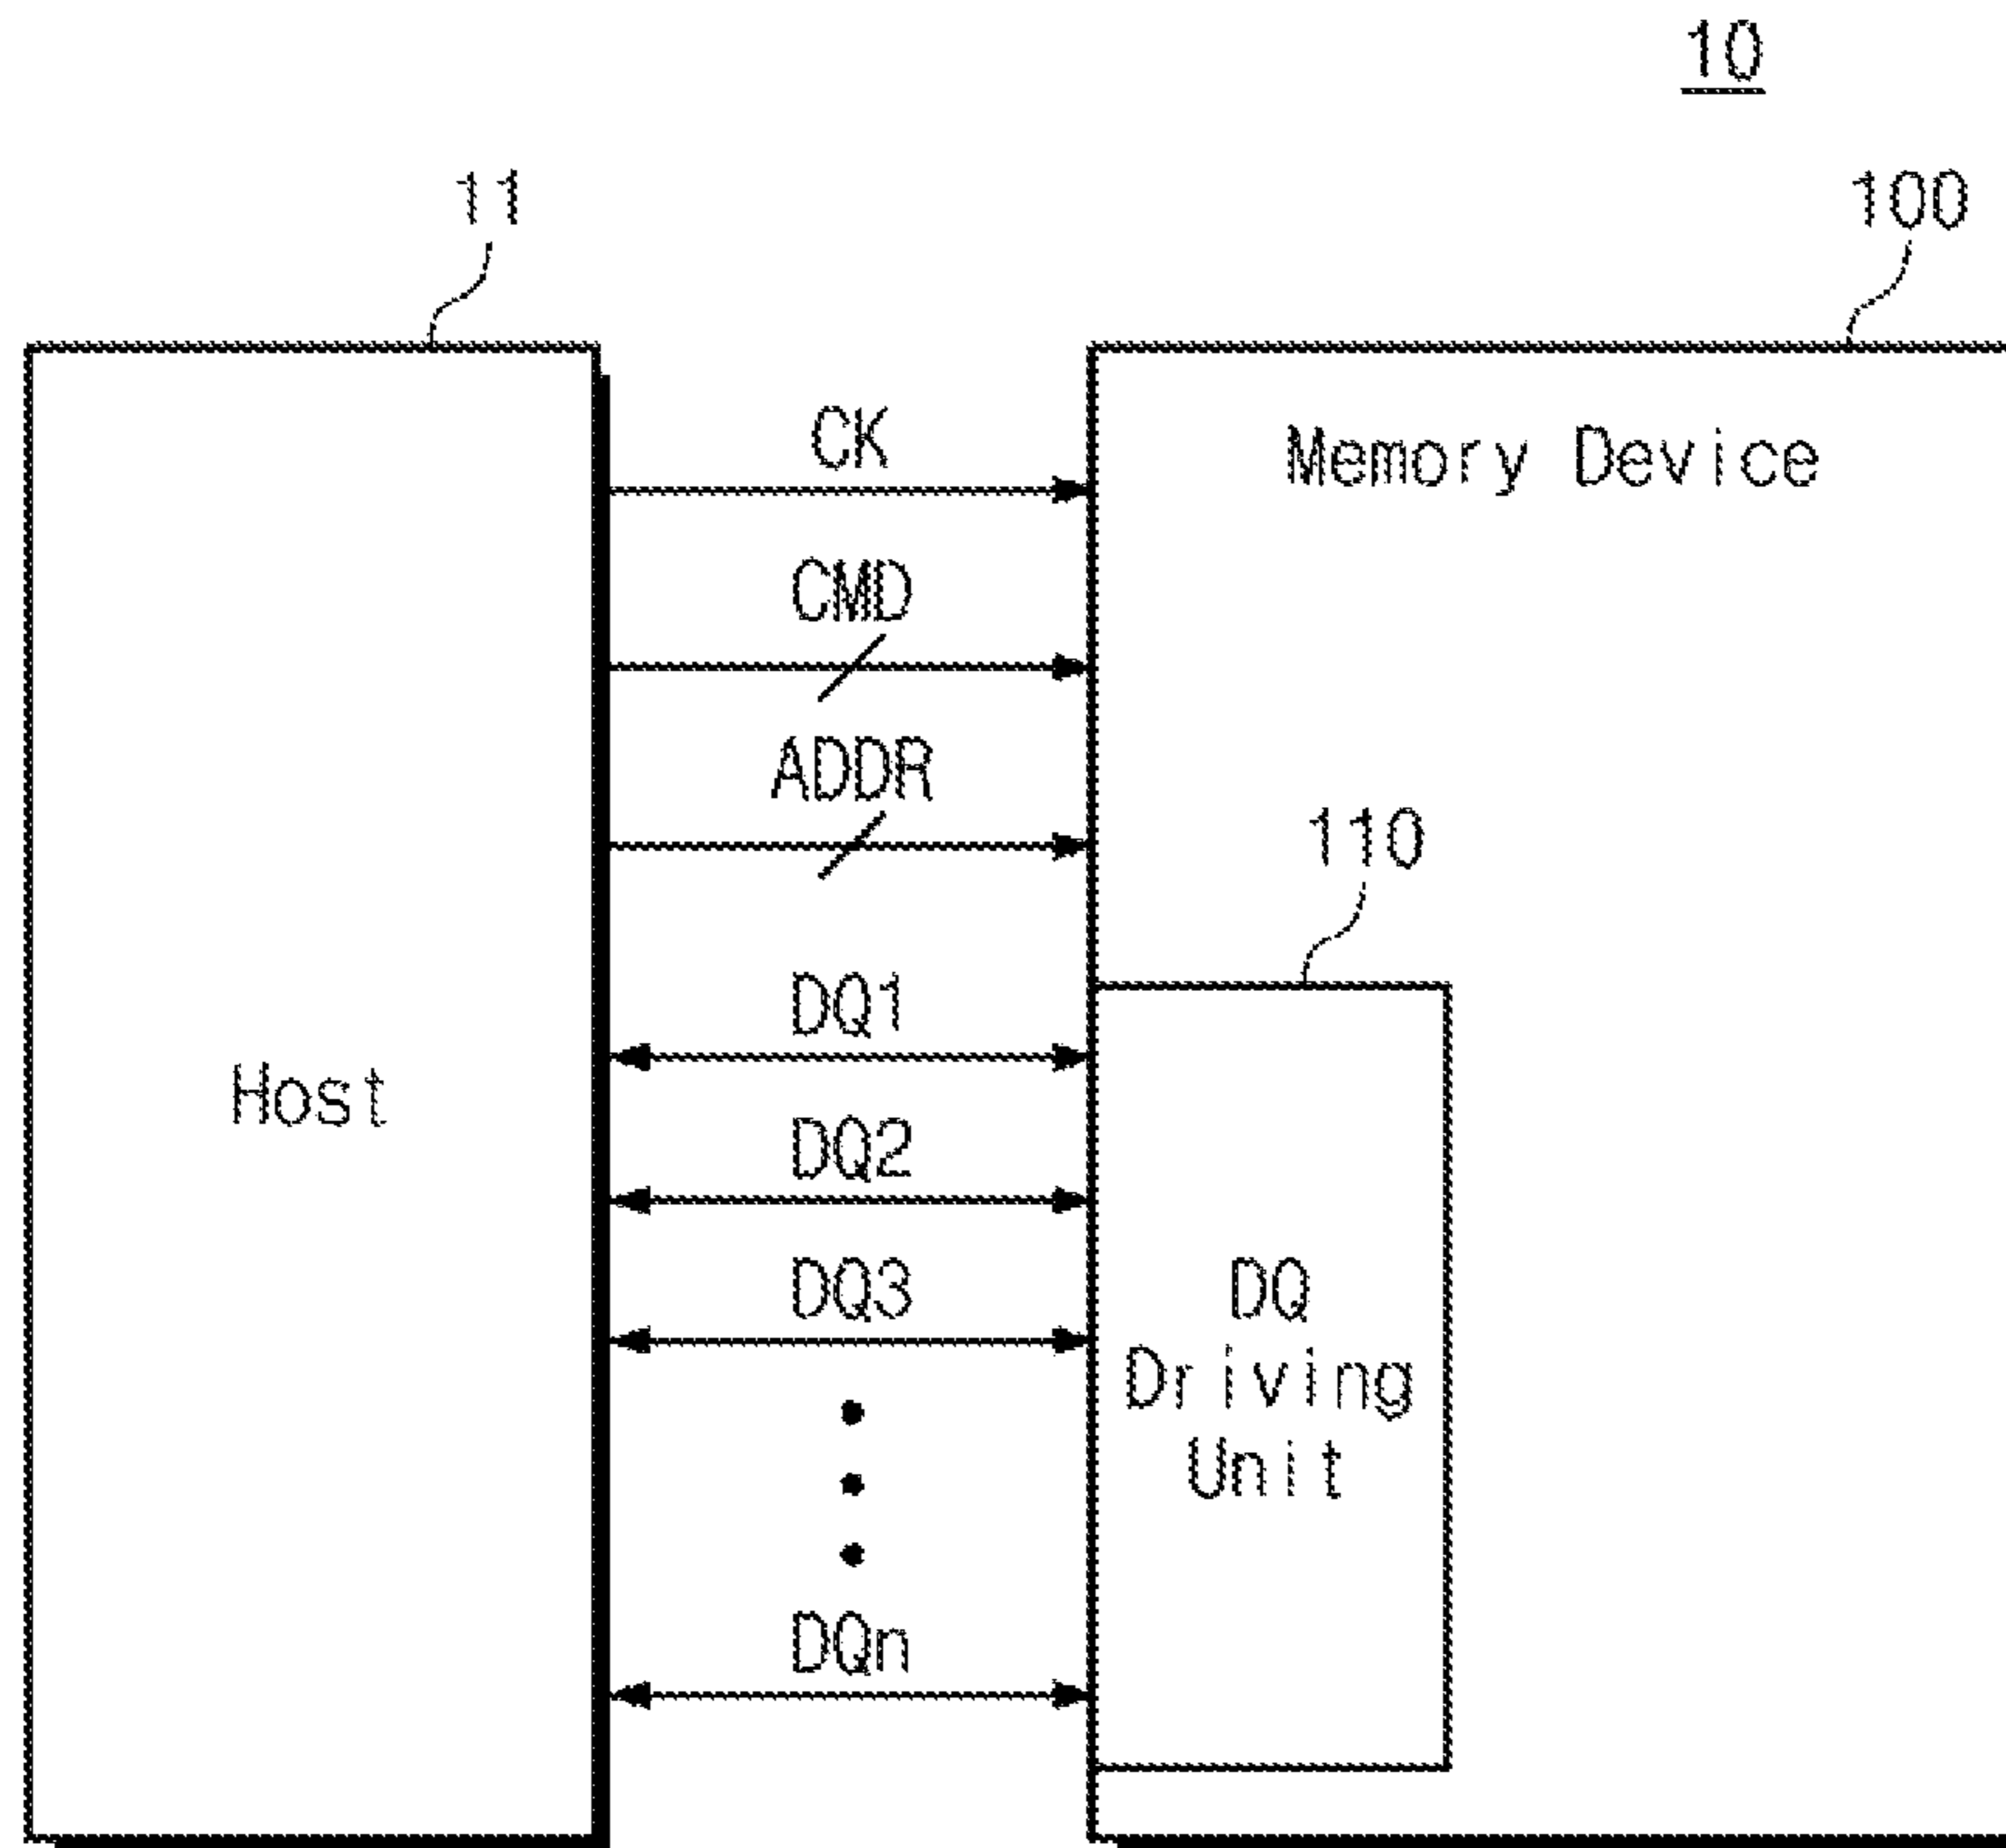 10
11
100
CK
Memory Device
CMD
ADDR
110
DQ1
Host
DQ2
DQ3
DQ
Driving
Unit
DQn